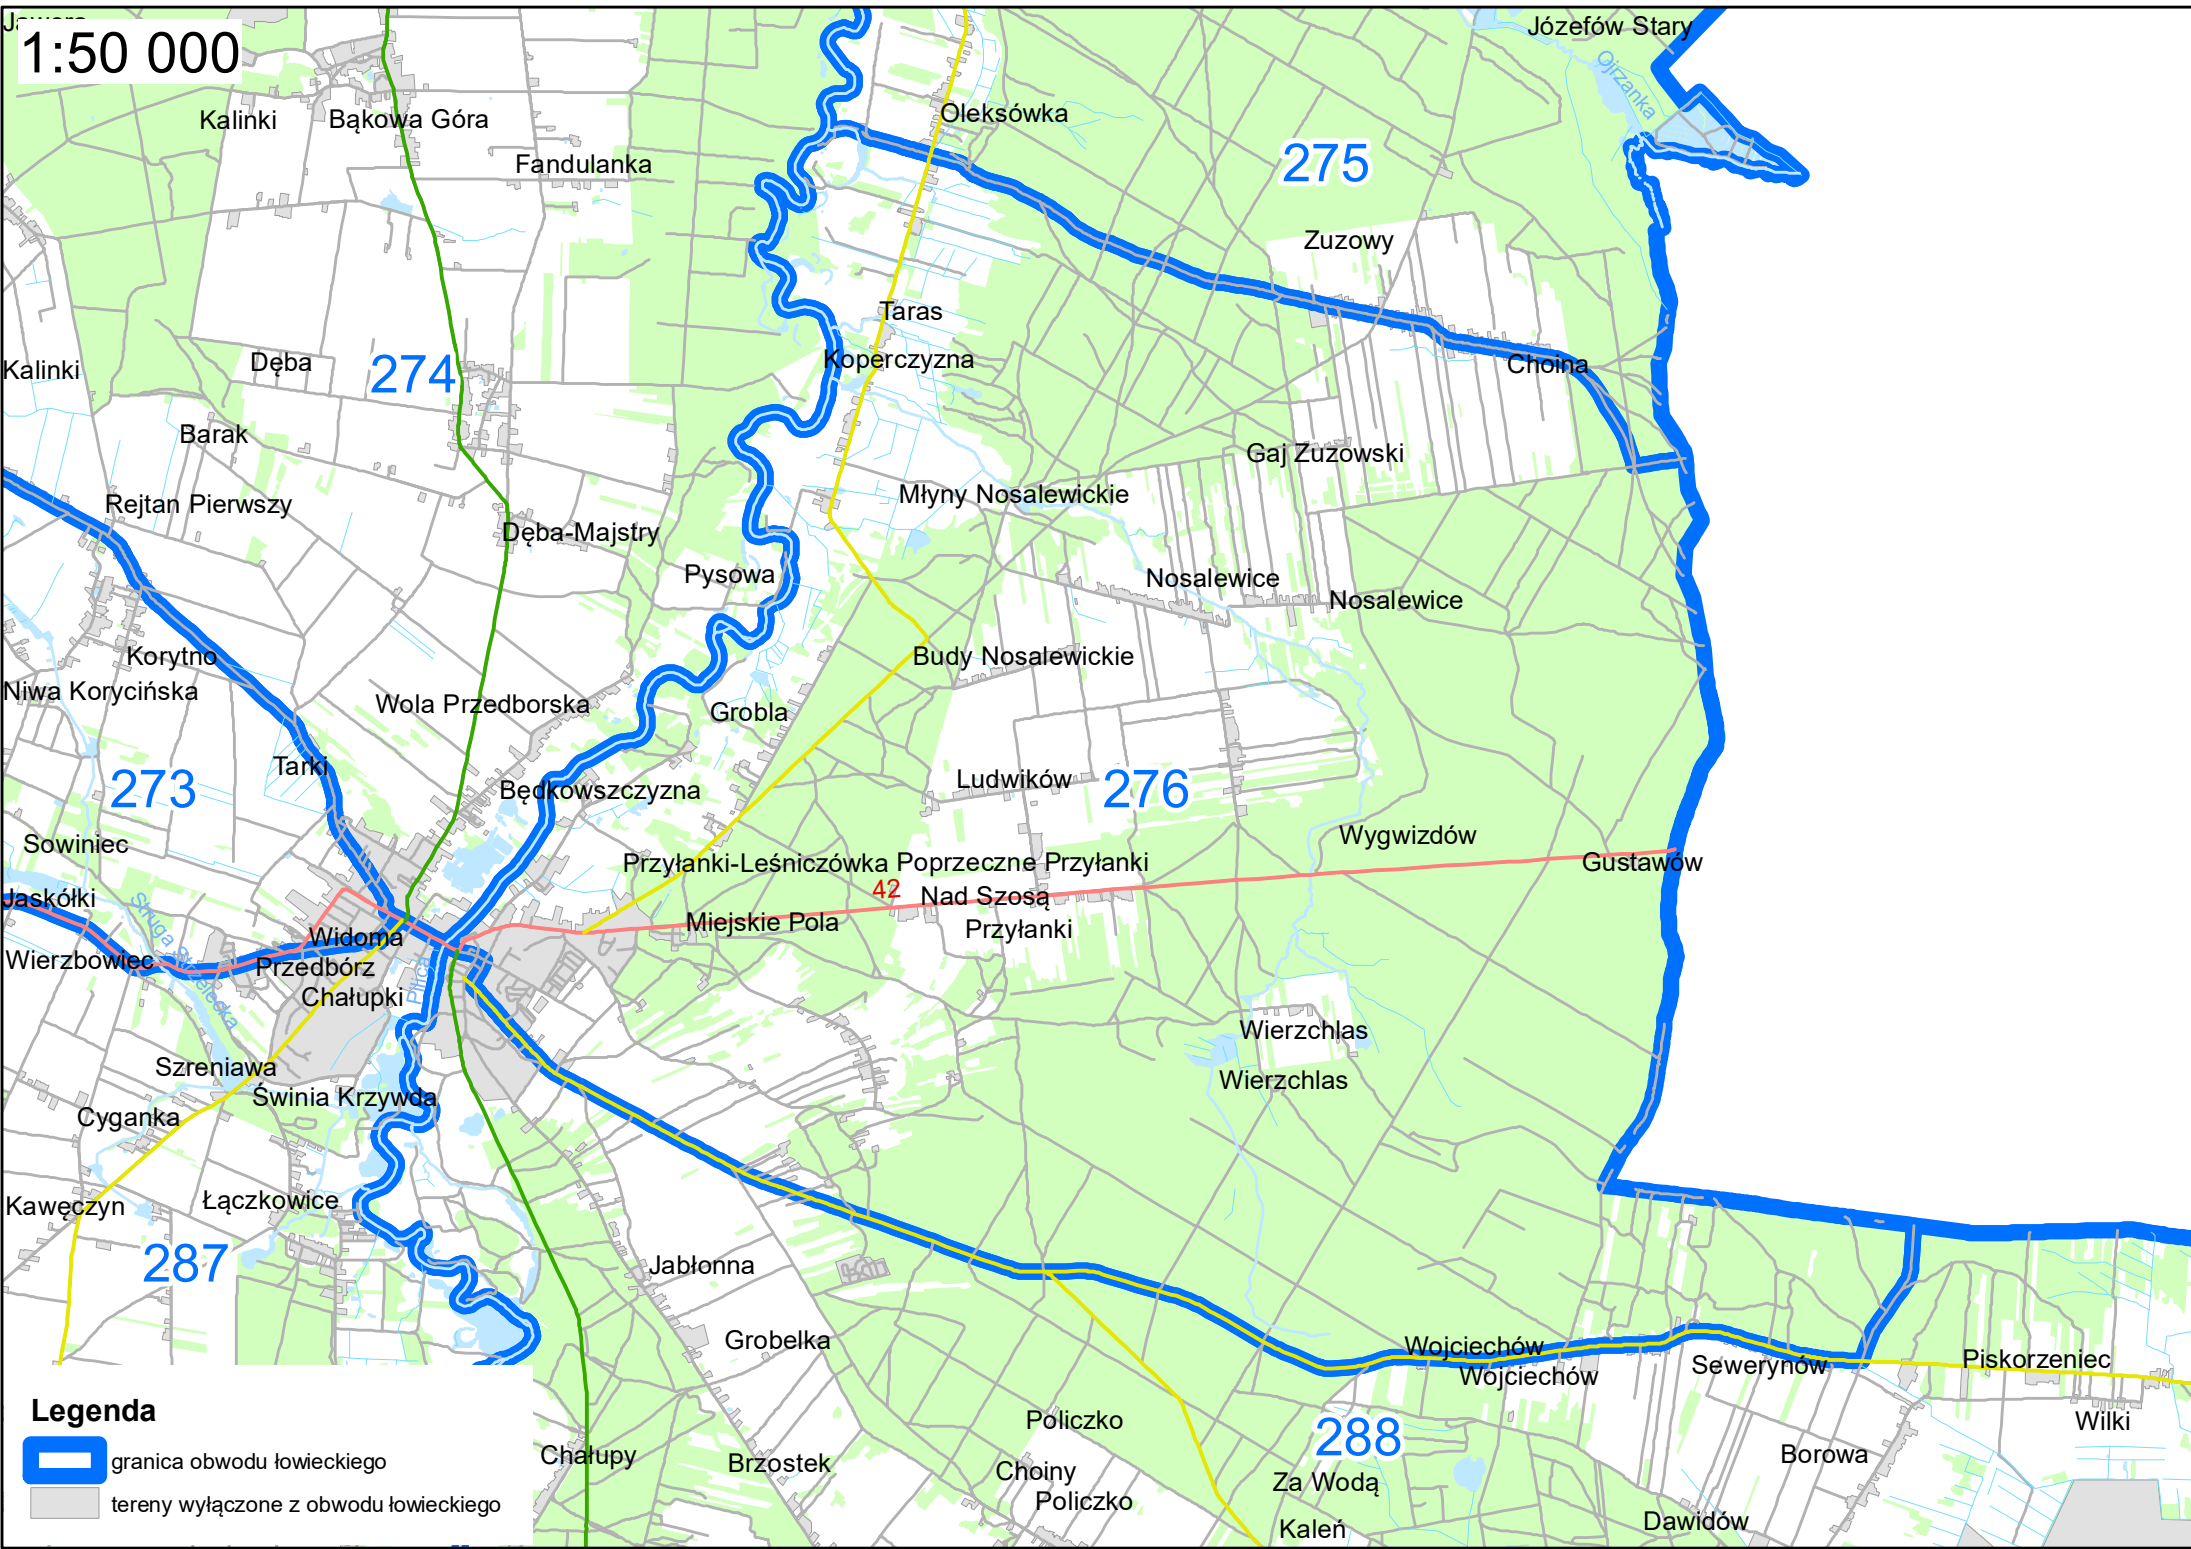 Józefów Stary
1:50 000
Ojrzanka
Kalinki
Bąkowa Góra
Oleksówka
Fandulanka
275
Zuzowy
Taras
Koperczyzna
Dęba
274
Kalinki
Choina
Barak
Gaj Zuzowski
Rejtan Pierwszy
Młyny Nosalewickie
Dęba-Majstry
Pysowa
Nosalewice
Nosalewice
Korytno
Budy Nosalewickie
Niwa Korycińska
Wola Przedborska
Grobla
Tarki
273
Będkowszczyzna
Ludwików
276
Sowiniec
Wygwizdów
Przyłanki-Leśniczówka
Poprzeczne Przyłanki
Gustawów
Jaskółki
42
Nad Szosą
Miejskie Pola
Przyłanki
Widoma
Wierzbowiec
Przedbórz
Chałupki
Pilica
Wierzchlas
Szreniawa
Wierzchlas
Świnia Krzywda
Cyganka
Kawęczyn
Łączkowice
287
Jabłonna
Grobelka
Wojciechów
Wojciechów
Sewerynów
Piskorzeniec
Policzko
288
Wilki
Chałupy
Brzostek
Choiny
Policzko
Za Wodą
Borowa
Kaleń
Dawidów
Legenda
granica obwodu łowieckiego
tereny wyłączone z obwodu łowieckiego